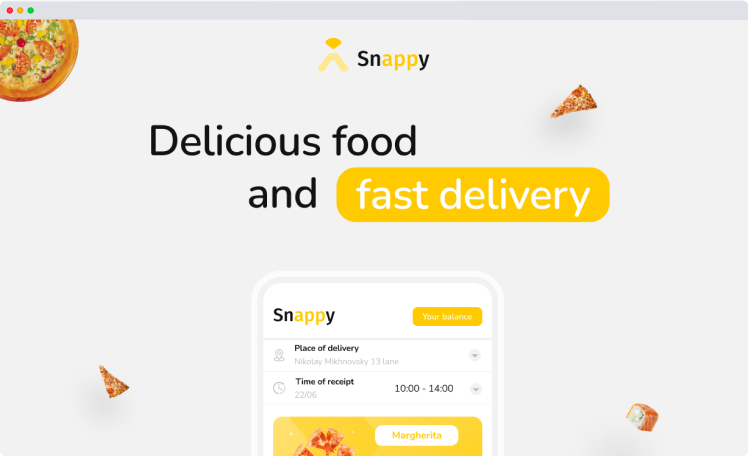 Snappy
Delicious food
and fast delivery
Snappy
Your balance
Place of delivery
Nikolay Mikhnovsky 13 lane
Time of receipt
22/06
10:00 - 14:00
Margherita